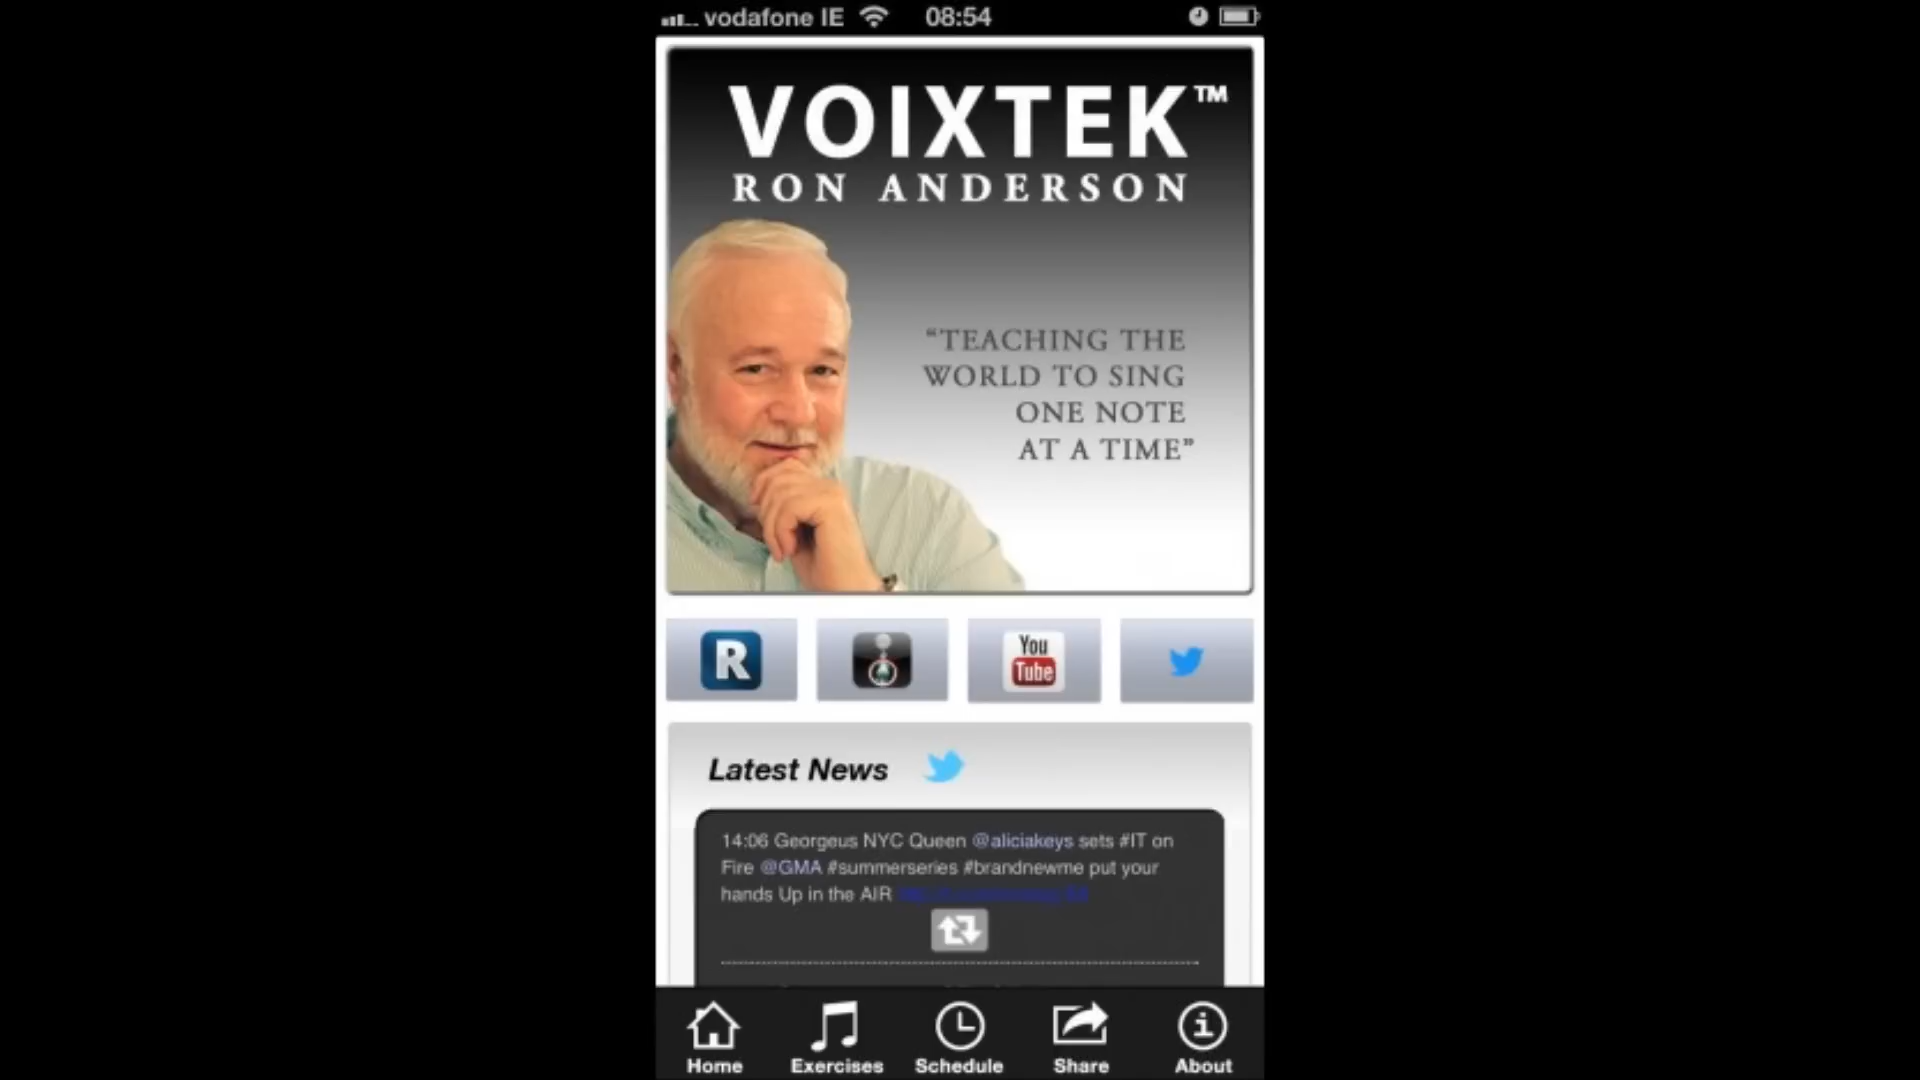 vodafone IE 08:54
VOIXTEK™
RON ANDERSON
“TEACHING THE
WORLD TO SING
ONE NOTE
AT A TIME”
R
You
Tube
Latest News
14:06 Georgeus NYC Queen @aliciakeys sets #IT on
Fire @GMA #summerseries #brandnewme put your
hands Up in the AIR
Home Exercises Schedule Share About